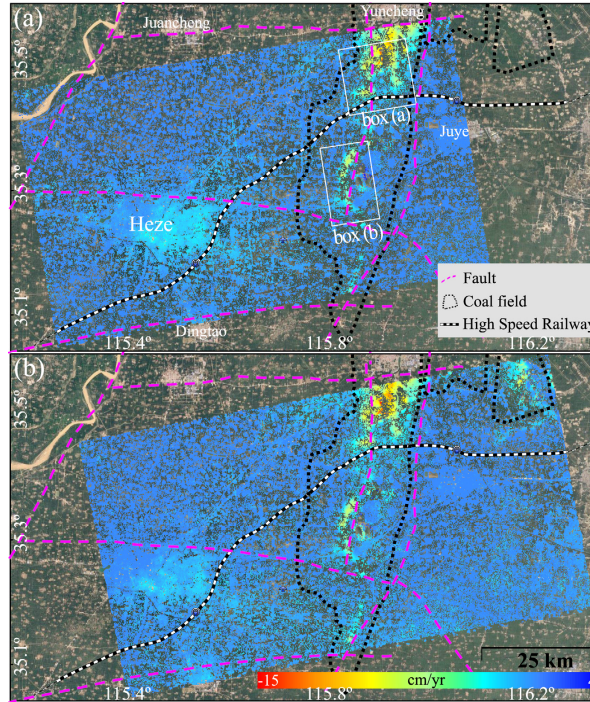 (a)
Juancheng
Yuncheng
35.5°
box (a)
Juye
35.3°
Heze
box (b)
Fault
Coal field
High Speed Railway
35.1°
Dingtao
115.4°
115.8°
116.2°
(b)
35.5°
35.3°
35.1°
25 km
-15
cm/yr
115.4°
115.8°
116.2°